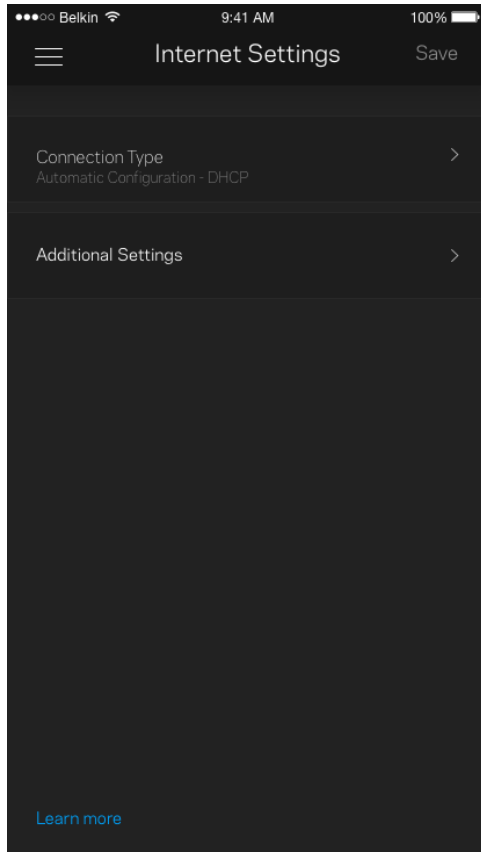 Belkin 9:41 AM 100%
Internet Settings Save
Connection Type
Automatic Configuration - DHCP
Additional Settings
Learn more